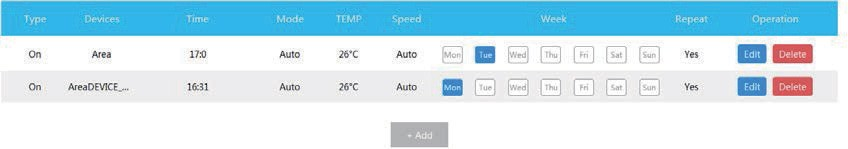 Type Devices Time Mode TEMP Speed Week Repeat Operation
On Area 17:0 Auto 26°C Auto Mon Tue Wed Thu Fri Sat Sun Yes Edit Delete
On AreaDEVICE_... 16:31 Auto 26°C Auto Mon Tue Wed Thu Fri Sat Sun Yes Edit Delete
+ Add